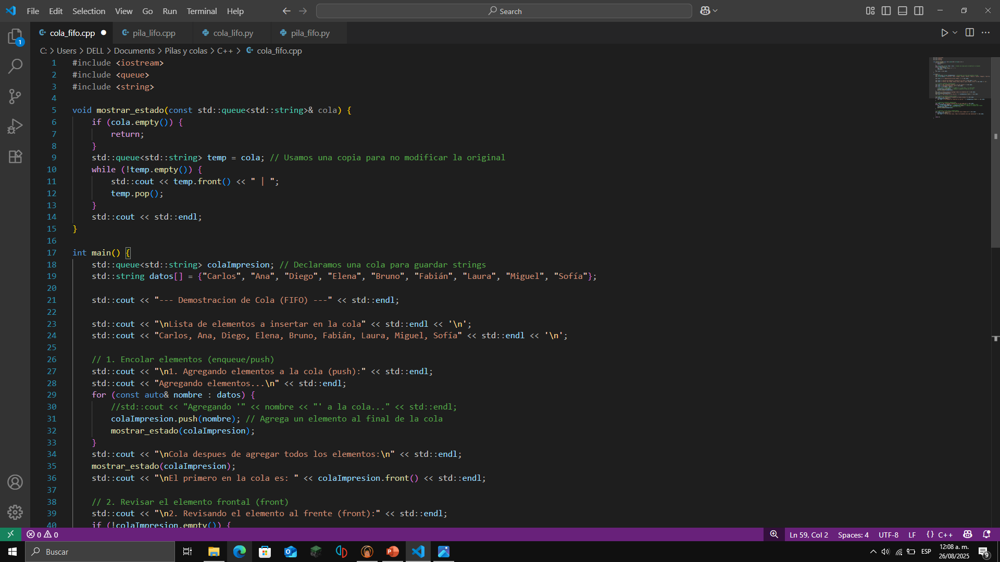 File Edit Selection View Go Run Terminal Help
Search
cola_fifo.cpp
pila_lifo.cpp
cola_lifo.py
pila_fifo.py
1
C: > Users > DELL > Documents > Pilas y colas > C++ > cola_fifo.cpp
1 #include <iostream>
2 #include <queue>
3 #include <string>
4
5 void mostrar_estado(const std::queue<std::string>& cola) {
6     if (cola.empty()) {
7         return;
8     }
9     std::queue<std::string> temp = cola; // Usamos una copia para no modificar la original
10     while (!temp.empty()) {
11         std::cout << temp.front() << " | ";
12         temp.pop();
13     }
14     std::cout << std::endl;
15 }
16
17 int main() {
18     std::queue<std::string> colaImpresion; // Declaramos una cola para guardar strings
19     std::string datos[] = {"Carlos", "Ana", "Diego", "Elena", "Bruno", "Fabián", "Laura", "Miguel", "Sofía"};
20
21     std::cout << "--- Demostracion de Cola (FIFO) ---" << std::endl;
22
23     std::cout << "\nLista de elementos a insertar en la cola" << std::endl << '\n';
24     std::cout << "Carlos, Ana, Diego, Elena, Bruno, Fabián, Laura, Miguel, Sofía" << std::endl << '\n';
25
26     // 1. Encolar elementos (enqueue/push)
27     std::cout << "\n1. Agregando elementos a la cola (push):" << std::endl;
28     std::cout << "Agregando elementos...\n" << std::endl;
29     for (const auto& nombre : datos) {
30         //std::cout << "Agregando '" << nombre << "' a la cola..." << std::endl;
31         colaImpresion.push(nombre); // Agrega un elemento al final de la cola
32         mostrar_estado(colaImpresion);
33     }
34     std::cout << "\nCola despues de agregar todos los elementos:\n" << std::endl;
35     mostrar_estado(colaImpresion);
36     std::cout << "\nEl primero en la cola es: " << colaImpresion.front() << std::endl;
37
38     // 2. Revisar el elemento frontal (front)
39     std::cout << "\n2. Revisando el elemento al frente (front):" << std::endl;
40     if (!colaImpresion.empty()) {
0 0
Ln 59, Col 2 Spaces: 4 UTF-8 LF {} C++
Buscar
ESP
12:08 a. m.
26/08/2025
9